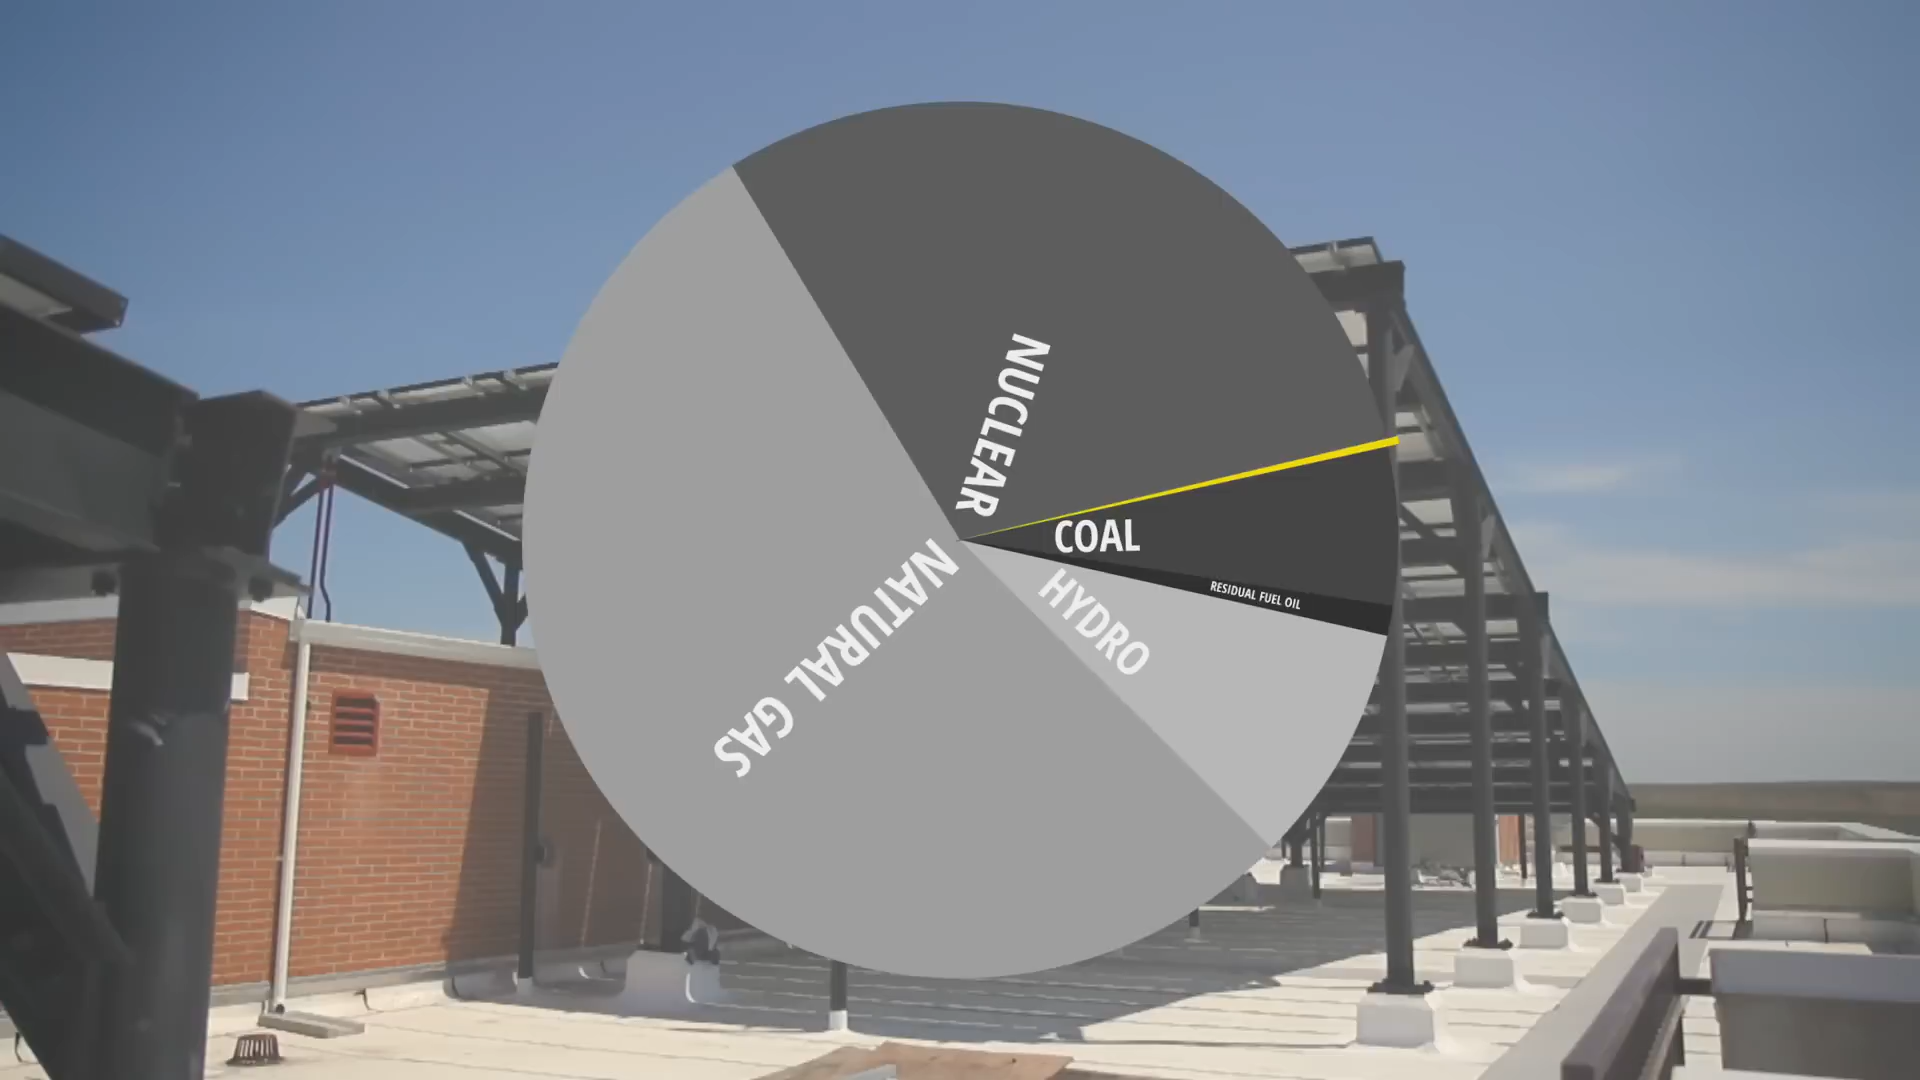 NUCLEAR
COAL
RESIDUAL FUEL OIL
HYDRO
NATURAL GAS